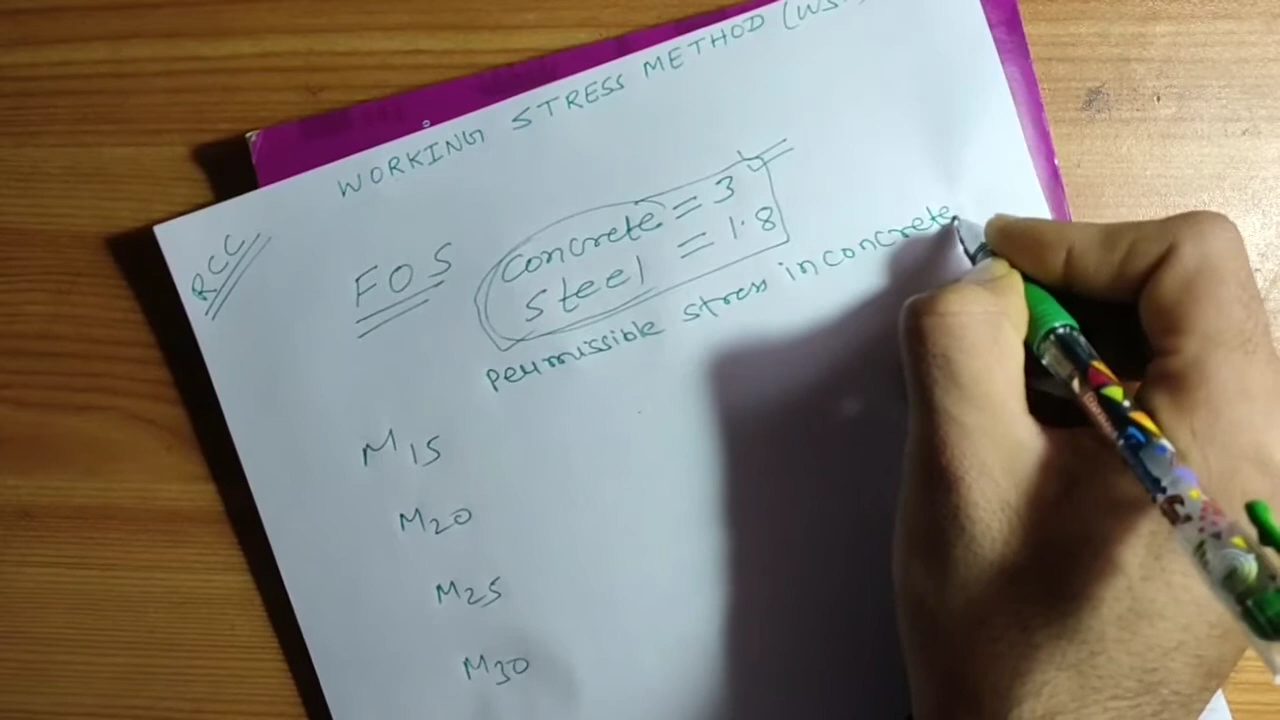 WORKING STRESS METHOD (WS
RCC
FOS
concrete = 3
steel = 1.8
Permissible stress in concrete
M15
M20
M25
M30